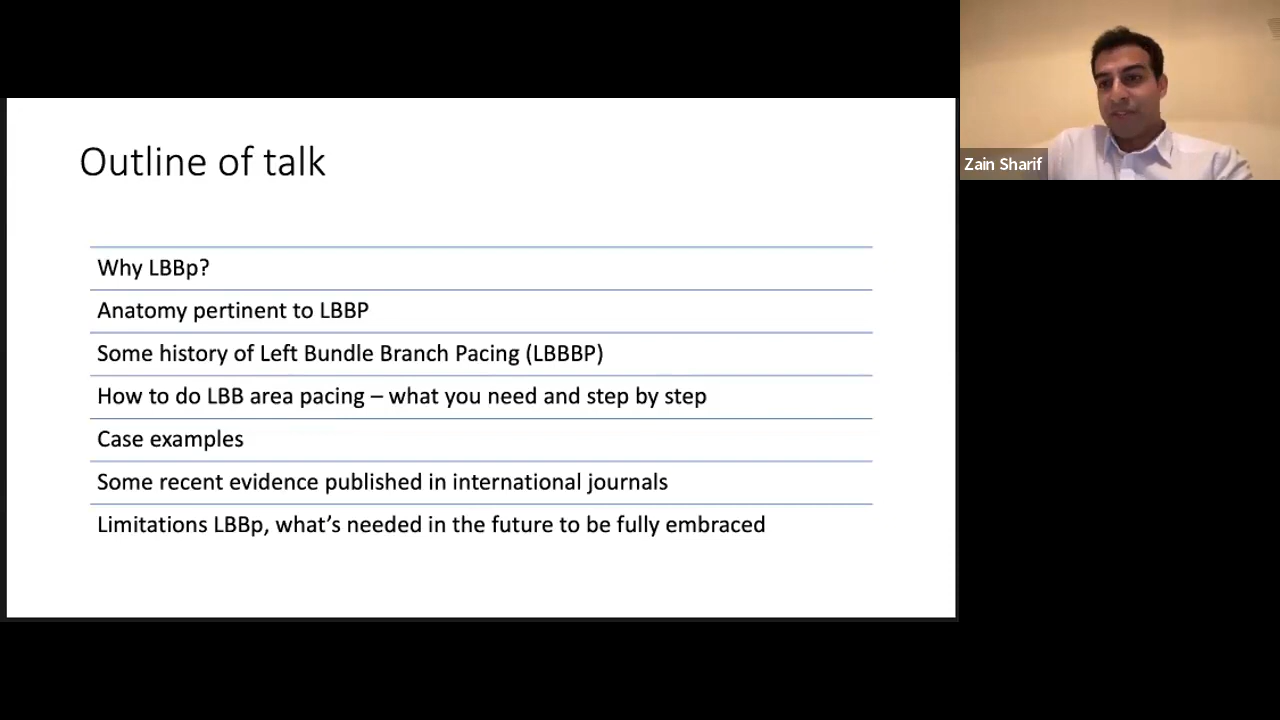 Outline of talk
Why LBBp?
Anatomy pertinent to LBBP
Some history of Left Bundle Branch Pacing (LBBBP)
How to do LBB area pacing – what you need and step by step
Case examples
Some recent evidence published in international journals
Limitations LBBp, what’s needed in the future to be fully embraced
Zain Sharif